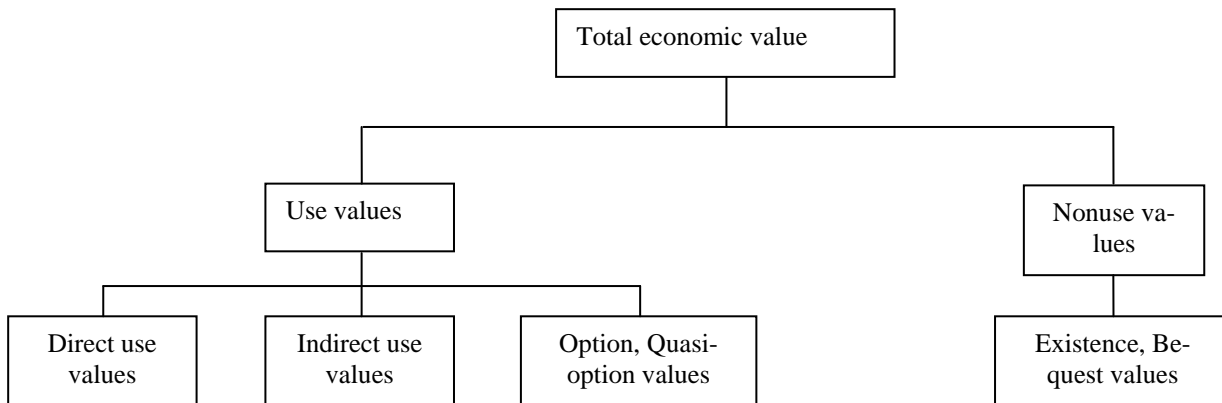 Total economic value
Use values
Nonuse va-
lues
Direct use
values
Indirect use
values
Option, Quasi-
option values
Existence, Be-
quest values